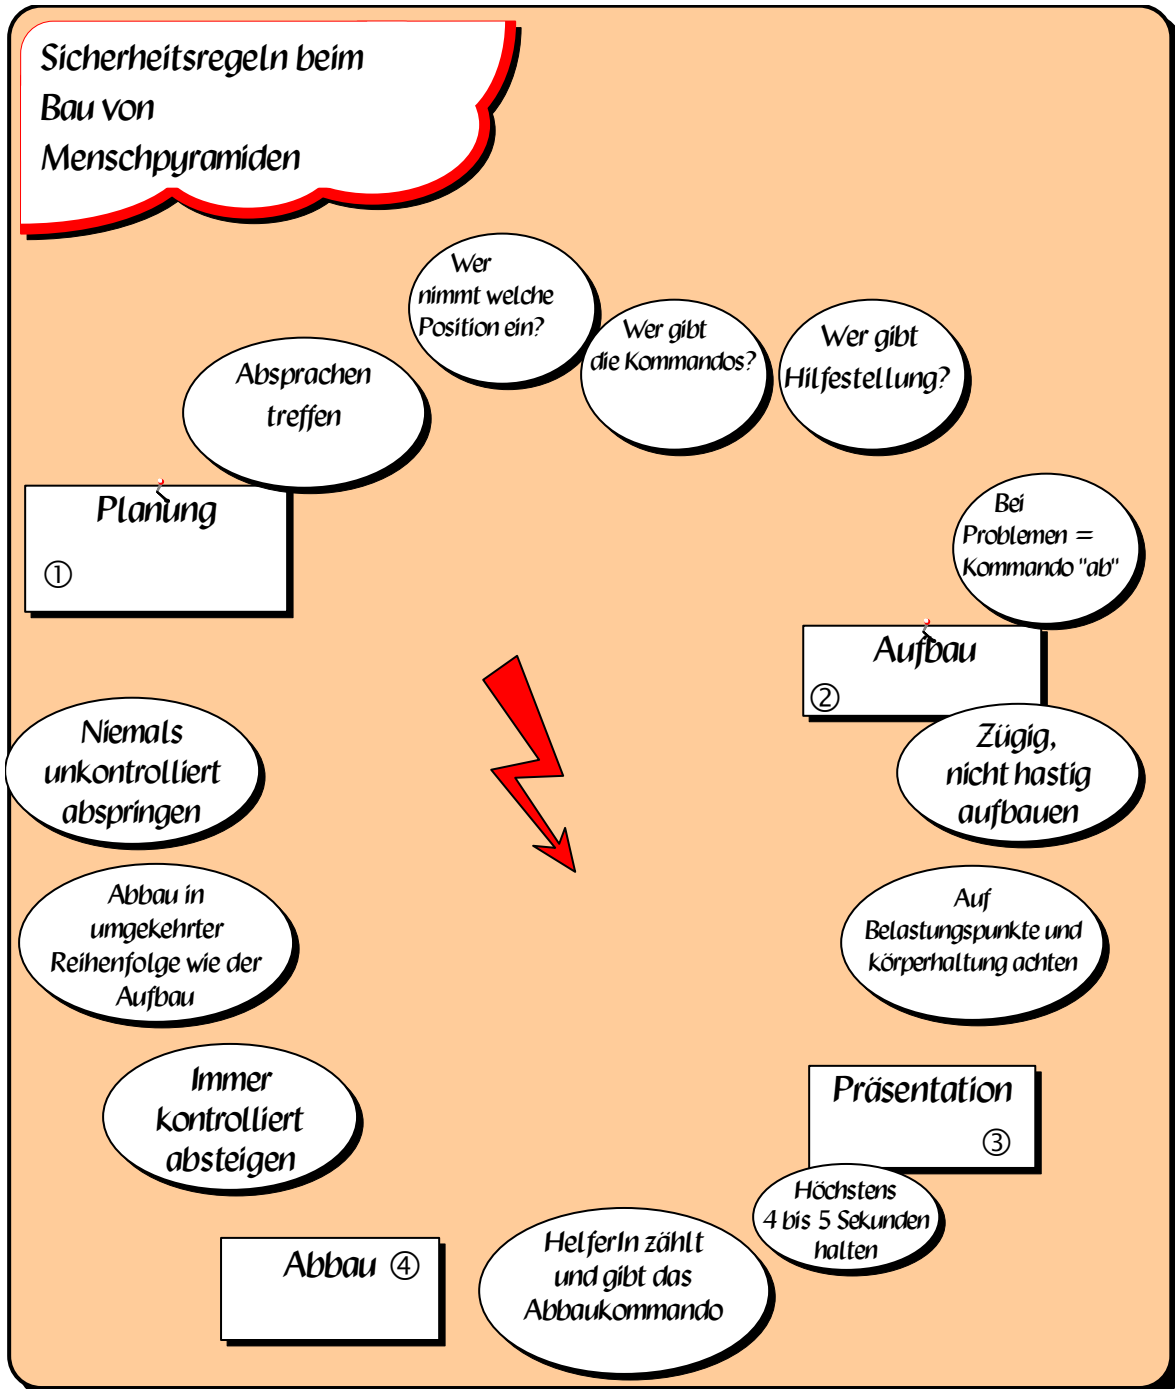 Sicherheitsregeln beim
Bau von
Menschpyramiden
Planung
①
Absprachen
treffen
Wer
nimmt welche
Position ein?
Wer gibt
die Kommandos?
Wer gibt
Hilfestellung?
Aufbau
②
Bei
Problemen =
Kommando "ab"
Zügig,
nicht hastig
aufbauen
Auf
Belastungspunkte und
Körperhaltung achten
Präsentation
③
Höchstens
4 bis 5 Sekunden
halten
HelferIn zählt
und gibt das
Abbaukommando
Abbau ④
Immer
kontrolliert
absteigen
Abbau in
umgekehrter
Reihenfolge wie der
Aufbau
Niemals
unkontrolliert
abspringen